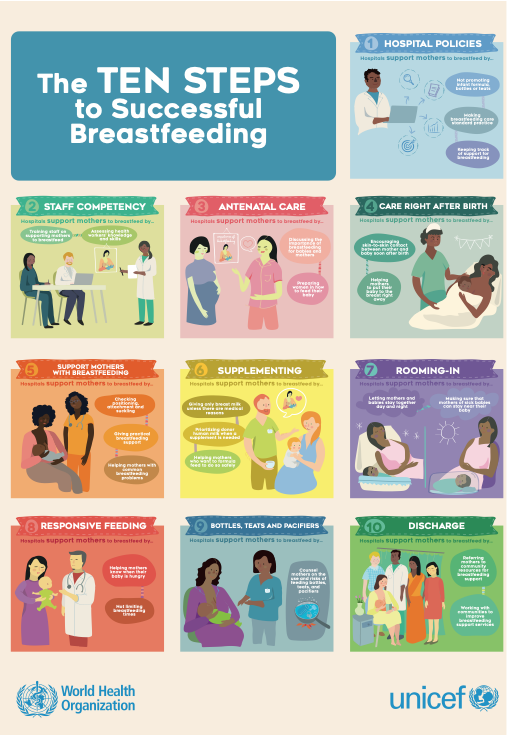 The TEN STEPS
to Successful
Breastfeeding
1 HOSPITAL POLICIES
Hospitals support mothers to breastfeed by...
Not promoting
infant formula,
bottles or teats
Making
breastfeeding care
standard practice
Keeping track
of support for
breastfeeding
2 STAFF COMPETENCY
Hospitals support mothers to breastfeed by...
Training staff on
supporting mothers
to breastfeed
Assessing health
workers' knowledge
and skills
3 ANTENATAL CARE
Hospitals support mothers to breastfeed by...
Discussing the
importance of
breastfeeding
for babies and
mothers
Preparing
women in how
to feed their
baby
4 CARE RIGHT AFTER BIRTH
Hospitals support mothers to breastfeed by...
Encouraging
skin-to-skin contact
between mother and
baby soon after birth
Helping
mothers
to put their
baby to the
breast right
away
5 SUPPORT MOTHERS
WITH BREASTFEEDING
Hospitals support mothers to breastfeed by...
Checking
positioning,
attachment and
suckling
Giving practical
breastfeeding
support
Helping mothers
with common
breastfeeding
problems
6 SUPPLEMENTING
Hospitals support mothers to breastfeed by...
Giving only breast milk
unless there are medical
reasons
Prioritizing donor
human milk when a
supplement is needed
Helping mothers
who want to formula
feed to do so safely
7 ROOMING-IN
Hospitals support mothers to breastfeed by...
Letting mothers and
babies stay together
day and night
Making sure that
mothers of sick babies
can stay near their
baby
8 RESPONSIVE FEEDING
Hospitals support mothers to breastfeed by...
Helping mothers
know when their
baby is hungry
Not limiting
breastfeeding
times
9 BOTTLES, TEATS AND PACIFIERS
Hospitals support mothers to breastfeed by...
Counsel
mothers on the
use and risks of
feeding bottles,
teats, and
pacifiers
10 DISCHARGE
Hospitals support mothers to breastfeed by...
Referring
mothers to
community
resources for
breastfeeding
support
Working with
communities to
improve
breastfeeding
support services
World Health
Organization
unicef